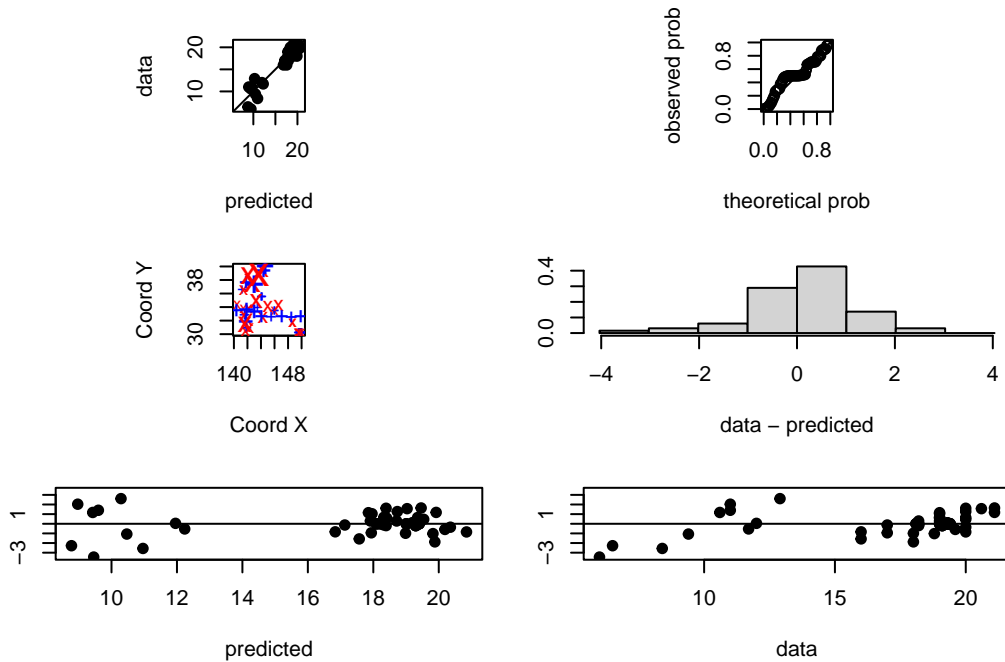 data
20
10
10 20
predicted
observed prob
0.8
0.0
0.0 0.8
theoretical prob
Coord Y
38
30
140 148
Coord X
0.4
0.0
−4 −2 0 2 4
data − predicted
1
−3
10 12 14 16 18 20
predicted
1
−3
10 15 20
data